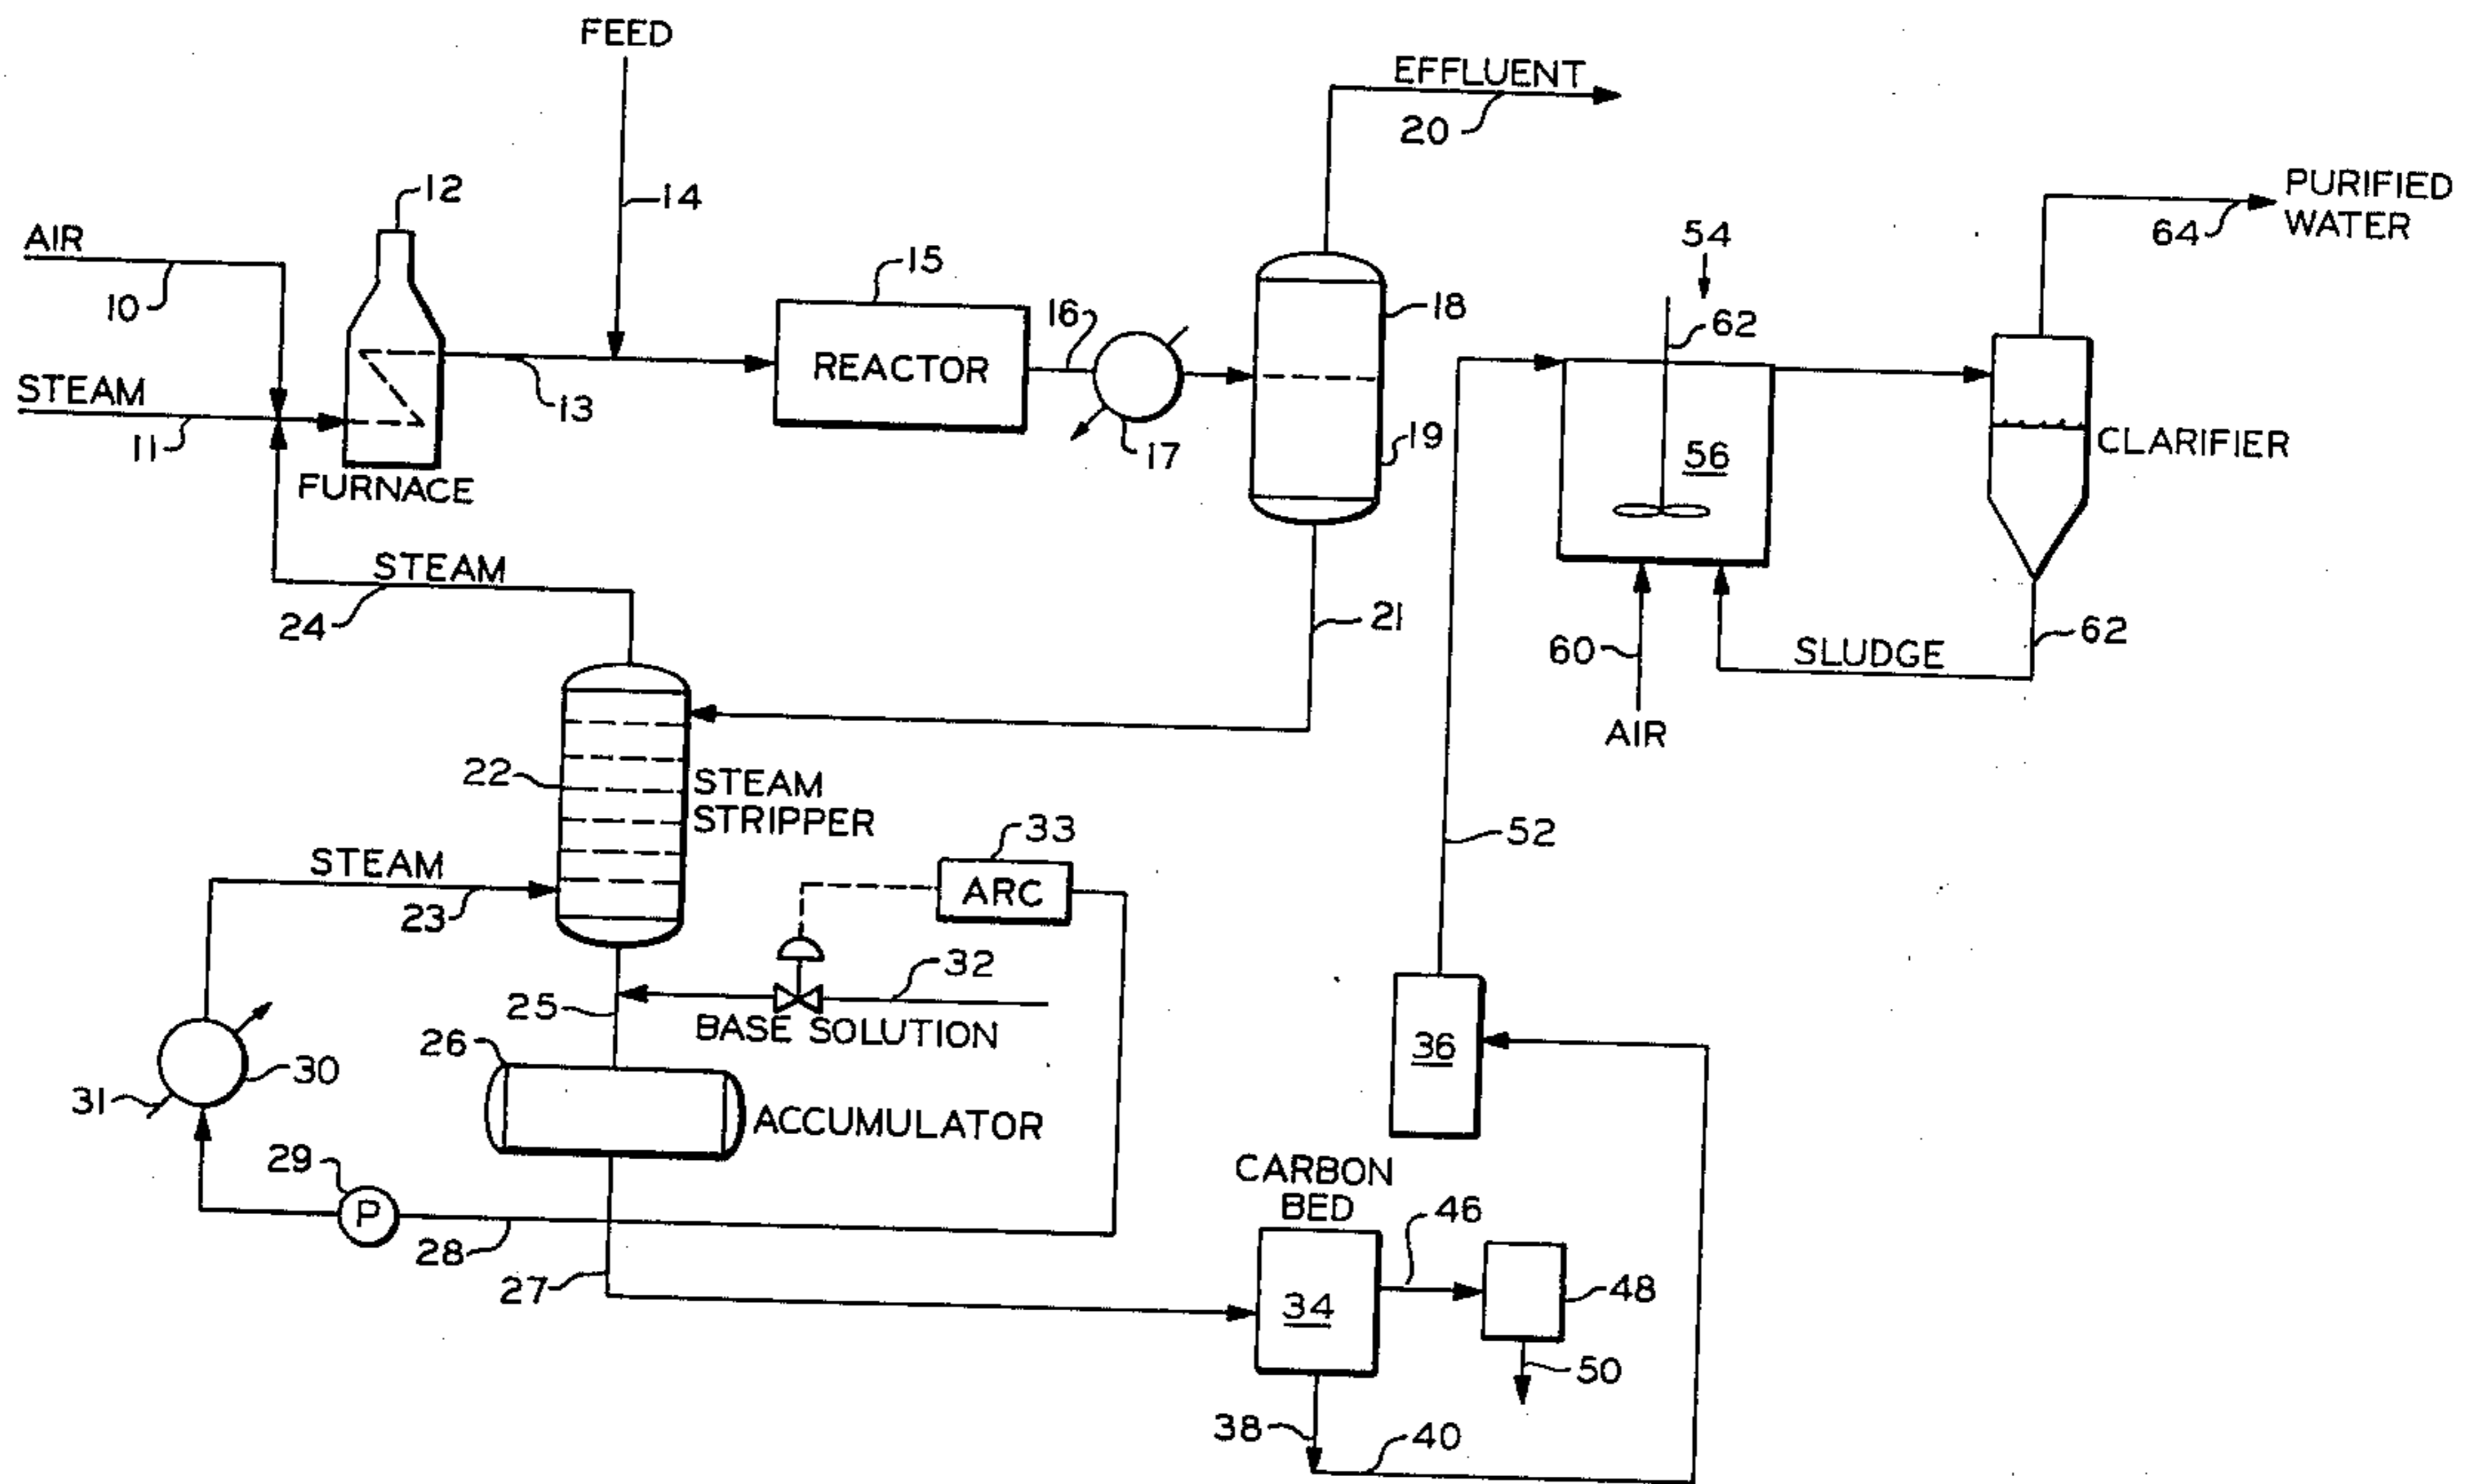 FEED
EFFLUENT
20
12
14
PURIFIED
WATER
64
54
AIR
10
15
16
18
62
STEAM
11
REACTOR
13
17
19
56
CLARIFIER
FURNACE
STEAM
24
21
60
SLUDGE
62
AIR
22
STEAM
STRIPPER
33
52
STEAM
23
ARC
32
25
BASE SOLUTION
26
36
30
31
ACCUMULATOR
29
P
28
CARBON
BED
46
27
34
48
50
38
40